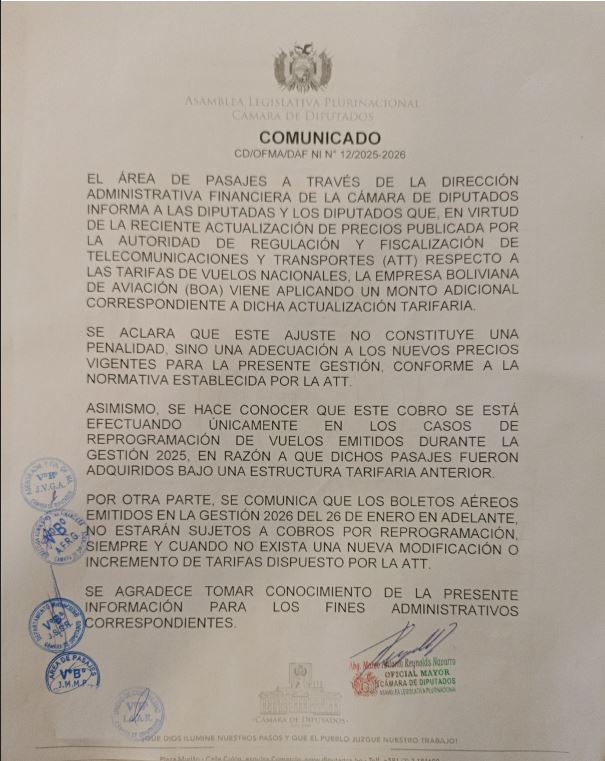 ASAMBLEA LEGISLATIVA PLURINACIONAL
CÁMARA DE DIPUTADOS
COMUNICADO
CD/OFMA/DAF NI N° 12/2025-2026
EL ÁREA DE PASAJES A TRAVÉS DE LA DIRECCIÓN
ADMINISTRATIVA FINANCIERA DE LA CÁMARA DE DIPUTADOS
INFORMA A LAS DIPUTADAS Y LOS DIPUTADOS QUE, EN VIRTUD
DE LA RECIENTE ACTUALIZACIÓN DE PRECIOS PUBLICADA POR
LA AUTORIDAD DE REGULACIÓN Y FISCALIZACIÓN DE
TELECOMUNICACIONES Y TRANSPORTES (ATT) RESPECTO A
LAS TARIFAS DE VUELOS NACIONALES, LA EMPRESA BOLIVIANA
DE AVIACIÓN (BOA) VIENE APLICANDO UN MONTO ADICIONAL
CORRESPONDIENTE A DICHA ACTUALIZACIÓN TARIFARIA.
SE ACLARA QUE ESTE AJUSTE NO CONSTITUYE UNA
PENALIDAD, SINO UNA ADECUACIÓN A LOS NUEVOS PRECIOS
VIGENTES PARA LA PRESENTE GESTIÓN, CONFORME A LA
NORMATIVA ESTABLECIDA POR LA ATT.
ASIMISMO, SE HACE CONOCER QUE ESTE COBRO SE ESTÁ
EFECTUANDO ÚNICAMENTE EN LOS CASOS DE
REPROGRAMACIÓN DE VUELOS EMITIDOS DURANTE LA
GESTIÓN 2025, EN RAZÓN A QUE DICHOS PASAJES FUERON
ADQUIRIDOS BAJO UNA ESTRUCTURA TARIFARIA ANTERIOR.
POR OTRA PARTE, SE COMUNICA QUE LOS BOLETOS AÉREOS
EMITIDOS EN LA GESTIÓN 2026 DEL 26 DE ENERO EN ADELANTE,
NO ESTARÁN SUJETOS A COBROS POR REPROGRAMACIÓN,
SIEMPRE Y CUANDO NO EXISTA UNA NUEVA MODIFICACIÓN O
INCREMENTO DE TARIFAS DISPUESTO POR LA ATT.
SE AGRADECE TOMAR CONOCIMIENTO DE LA PRESENTE
INFORMACIÓN PARA LOS FINES ADMINISTRATIVOS
CORRESPONDIENTES.
V°B°
J.V.G.A.
V°B°
A.F.R.G.
V°B°
ÁREA DE PASAJES
V°B°
J.M.M.P.
V°B°
Abg. Marco Antonio Reynolds Navarro
OFICIAL MAYOR
CÁMARA DE DIPUTADOS
ASAMBLEA LEGISLATIVA PLURINACIONAL
CÁMARA DE DIPUTADOS
¡QUE DIOS ILUMINE NUESTROS PASOS Y QUE EL PUEBLO JUZGUE NUESTRO TRABAJO!